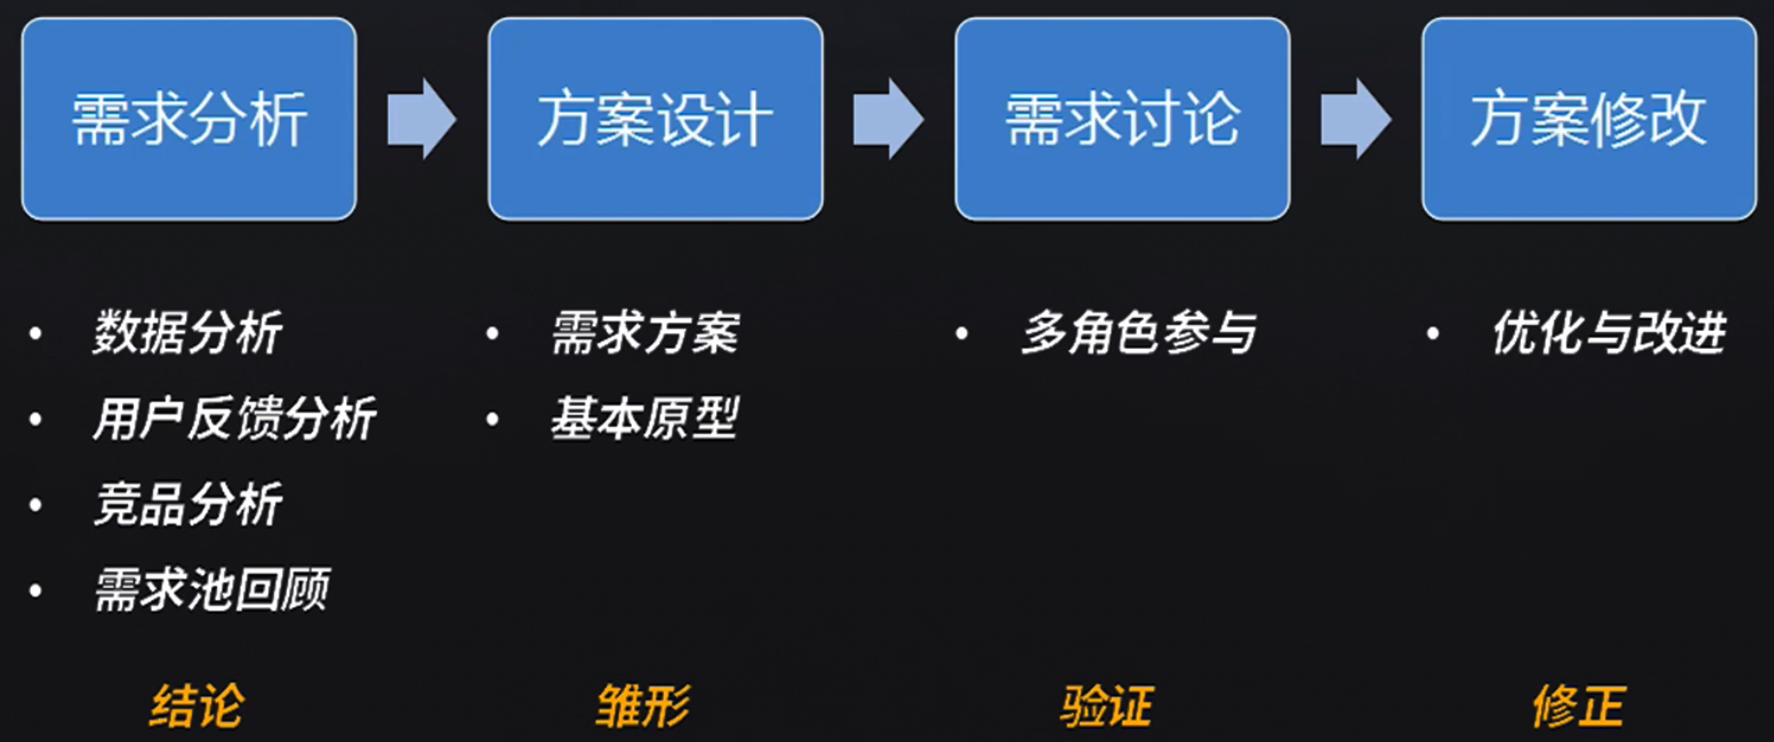 需求分析
方案设计
需求讨论
方案修改
• 数据分析
• 用户反馈分析
• 竞品分析
• 需求池回顾
• 需求方案
• 基本原型
• 多角色参与
• 优化与改进
结论
雏形
验证
修正